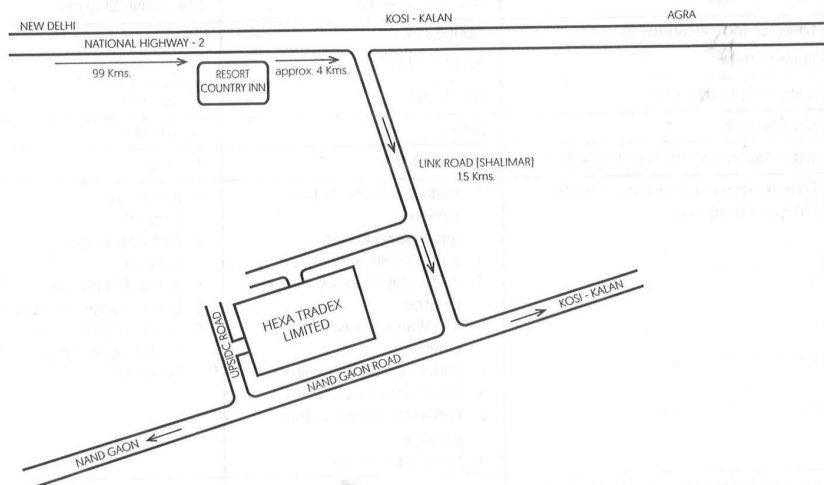 NEW DELHI
KOSI - KALAN
AGRA
NATIONAL HIGHWAY - 2
99 Kms.
RESORT
COUNTRY INN
approx. 4 Kms.
LINK ROAD (SHALIMAR)
1.5 Kms.
HEXA TRADEX
LIMITED
UPSIDC ROAD
NAND GAON ROAD
KOSI - KALAN
NAND GAON